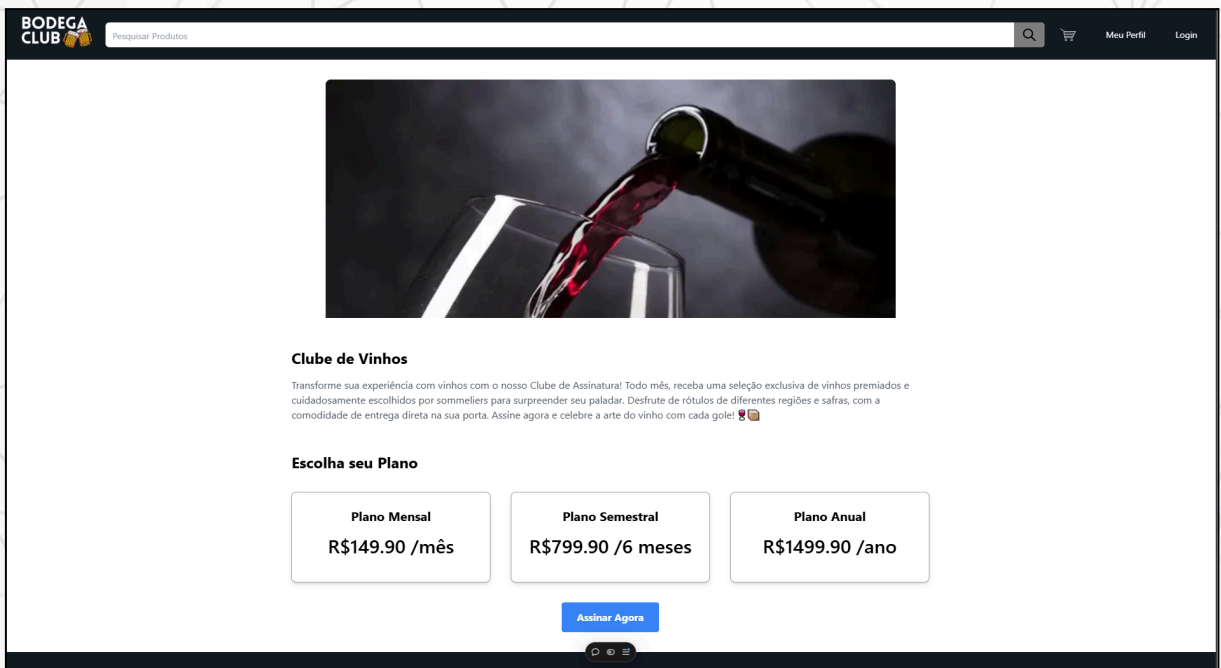 BODEGA
CLUB
Pesquisar Produtos
Meu Perfil
Login
Clube de Vinhos
Transforme sua experiência com vinhos com o nosso Clube de Assinatura! Todo mês, receba uma seleção exclusiva de vinhos premiados e
cuidadosamente escolhidos por sommeliers para surpreender seu paladar. Desfrute de rótulos de diferentes regiões e safras, com a
comodidade de entrega direta na sua porta. Assine agora e celebre a arte do vinho com cada gole! 🍷📦
Escolha seu Plano
Plano Mensal
R$149.90 /mês
Plano Semestral
R$799.90 /6 meses
Plano Anual
R$1499.90 /ano
Assinar Agora